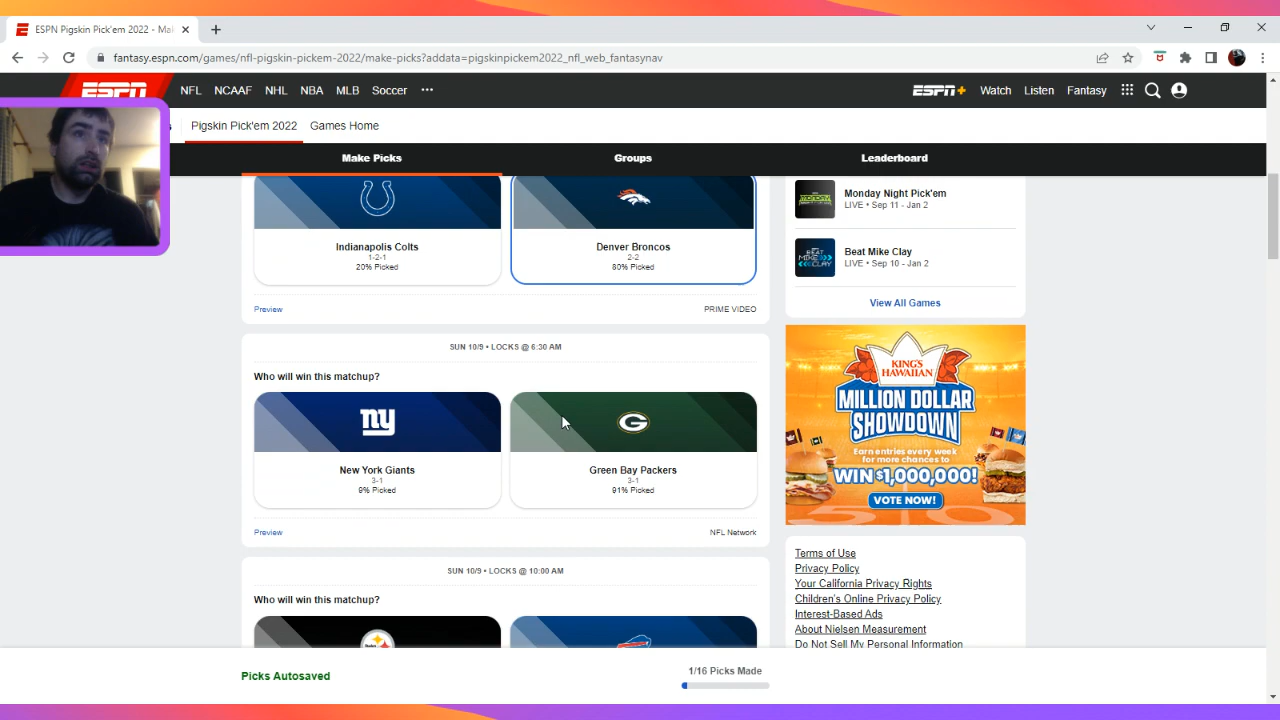 ESPN Pigskin Pick'em 2022 - Ma
fantasy.espn.com/games/nfl-pigskin-pickem-2022/make-picks?addata=pigskinpickem2022_nfl_web_fantasynav
ESPN NFL NCAAF NHL NBA MLB Soccer ESPN+ Watch Listen Fantasy
s Pigskin Pick'em 2022 Games Home
Make Picks Groups Leaderboard
Indianapolis Colts
1-2-1
20% Picked
Denver Broncos
2-2
80% Picked
Preview PRIME VIDEO
SUN 10/9 • LOCKS @ 6:30 AM
Who will win this matchup?
ny
G
New York Giants
3-1
9% Picked
Green Bay Packers
3-1
91% Picked
Preview NFL Network
SUN 10/9 • LOCKS @ 10:00 AM
Who will win this matchup?
Picks Autosaved
1/16 Picks Made
Monday Night Pick'em
LIVE • Sep 11 - Jan 2
BEAT
MIKE
CLAY
Beat Mike Clay
LIVE • Sep 10 - Jan 2
View All Games
KING'S
HAWAIIAN
MILLION DOLLAR
SHOWDOWN
Earn entries every week
for more chances to
WIN $1,000,000!
VOTE NOW!
Terms of Use
Privacy Policy
Your California Privacy Rights
Children's Online Privacy Policy
Interest-Based Ads
About Nielsen Measurement
Do Not Sell My Personal Information